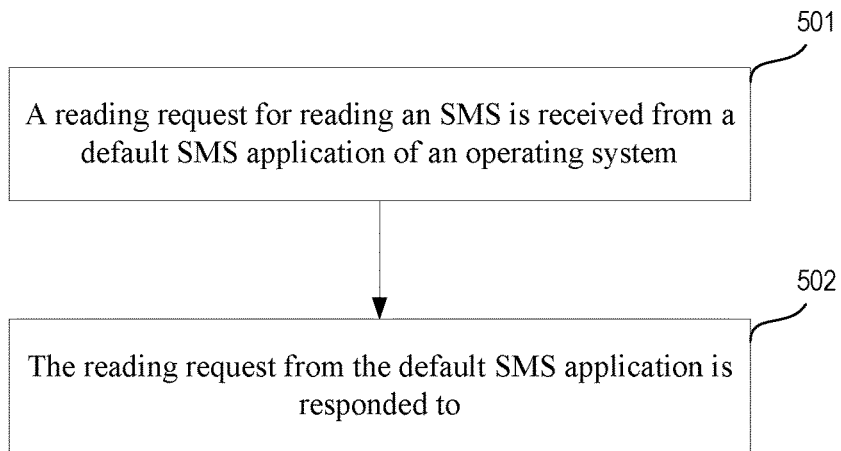 501
A reading request for reading an SMS is received from a
default SMS application of an operating system
502
The reading request from the default SMS application is
responded to